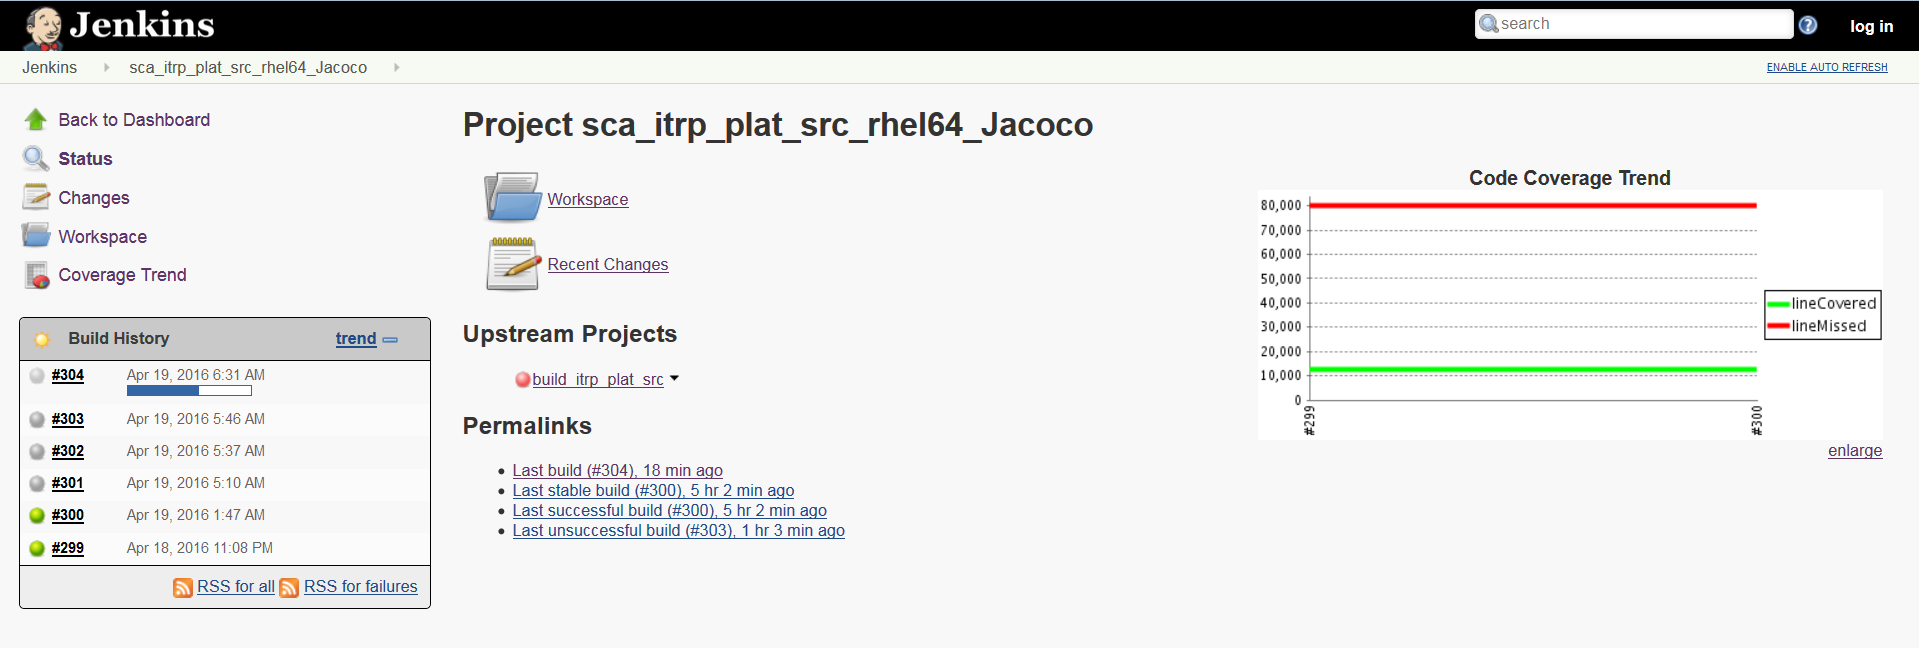 Jenkins
search
log in
Jenkins
sca_itrp_plat_src_rhel64_Jacoco
ENABLE AUTO REFRESH
Back to Dashboard
Status
Changes
Workspace
Coverage Trend
Build History
trend
#304 Apr 19, 2016 6:31 AM
#303 Apr 19, 2016 5:46 AM
#302 Apr 19, 2016 5:37 AM
#301 Apr 19, 2016 5:10 AM
#300 Apr 19, 2016 1:47 AM
#299 Apr 18, 2016 11:08 PM
RSS for all
RSS for failures
Project sca_itrp_plat_src_rhel64_Jacoco
Workspace
Recent Changes
Upstream Projects
build_itrp_plat_src
Permalinks
Last build (#304), 18 min ago
Last stable build (#300), 5 hr 2 min ago
Last successful build (#300), 5 hr 2 min ago
Last unsuccessful build (#303), 1 hr 3 min ago
Code Coverage Trend
80,000
70,000
60,000
50,000
40,000
30,000
20,000
10,000
0
#299
#300
lineCovered
lineMissed
enlarge